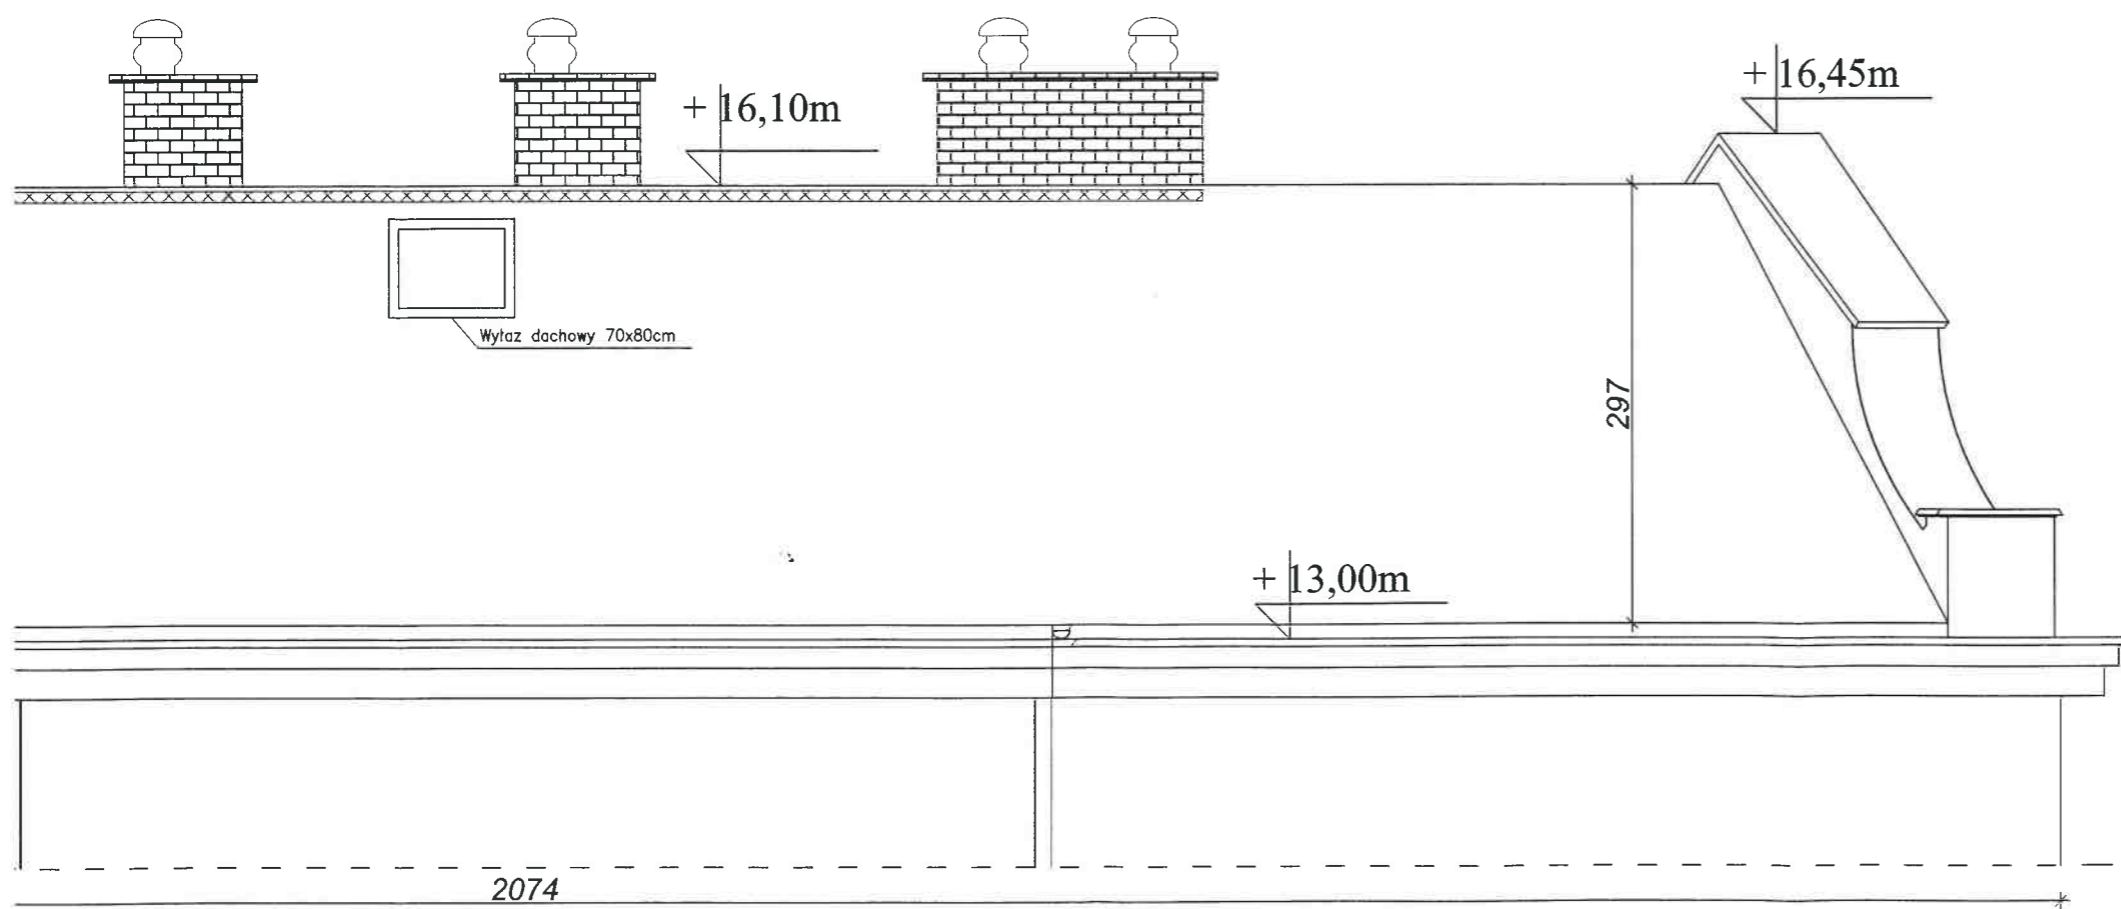 + 16,45m
+ 16,10m
Wyłaz dachowy 70x80cm
297
+ 13,00m
2074